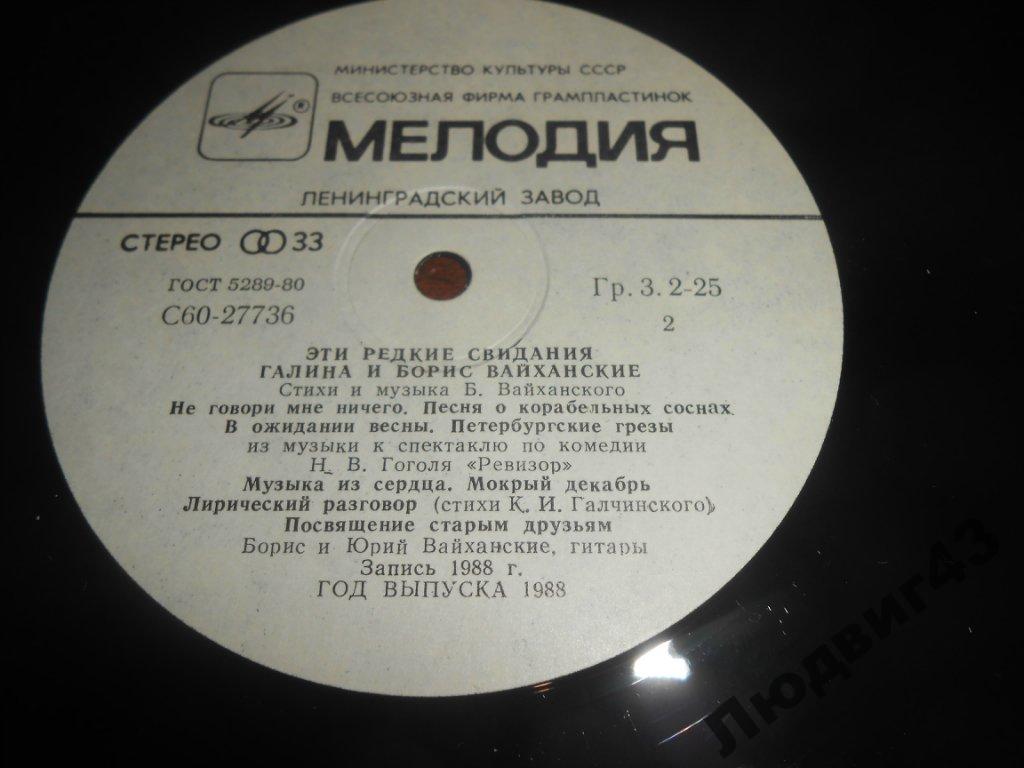 МИНИСТЕРСТВО КУЛЬТУРЫ СССР
ВСЕСОЮЗНАЯ ФИРМА ГРАМПЛАСТИНОК
®
МЕЛОДИЯ
ЛЕНИНГРАДСКИЙ ЗАВОД
СТЕРЕО 33
ГОСТ 5289-80
С60-27736
Гр. 3. 2-25
2
ЭТИ РЕДКИЕ СВИДАНИЯ
ГАЛИНА И БОРИС ВАЙХАНСКИЕ
Стихи и музыка Б. Вайханского
Не говори мне ничего. Песня о корабельных соснах.
В ожидании весны. Петербургские грезы
из музыки к спектаклю по комедии
Н. В. Гоголя «Ревизор»
Музыка из сердца. Мокрый декабрь
Лирический разговор (стихи К. И. Галчинского)
Посвящение старым друзьям
Борис и Юрий Вайханские, гитары
Запись 1988 г.
ГОД ВЫПУСКА 1988
Людвиг43